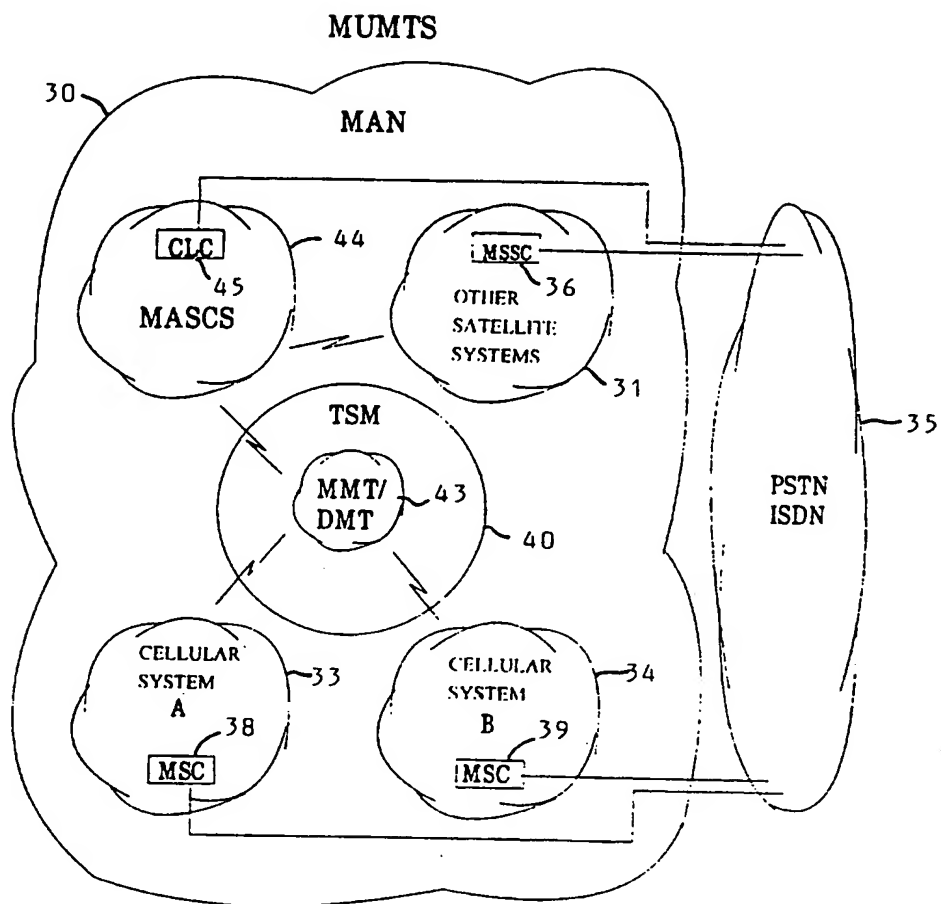 MUMTS
30
MAN
CLC
45
44
MASCS
MSSC
36
OTHER
SATELLITE
SYSTEMS
31
TSM
MMT/
DMT
43
40
35
PSTN
ISDN
CELLULAR
SYSTEM
A
33
38
MSC
CELLULAR
SYSTEM
B
34
39
MSC